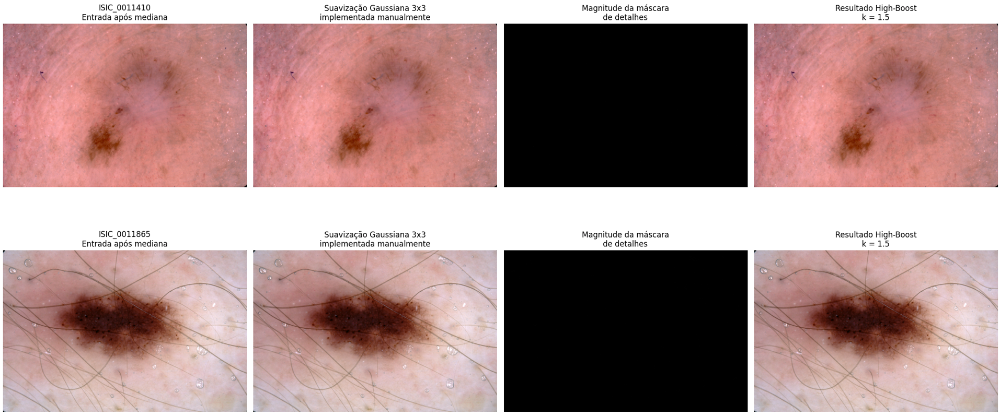 ISIC_0011410
Entrada após mediana
Suavização Gaussiana 3x3
implementada manualmente
Magnitude da máscara
de detalhes
Resultado High-Boost
k = 1.5
ISIC_0011865
Entrada após mediana
Suavização Gaussiana 3x3
implementada manualmente
Magnitude da máscara
de detalhes
Resultado High-Boost
k = 1.5